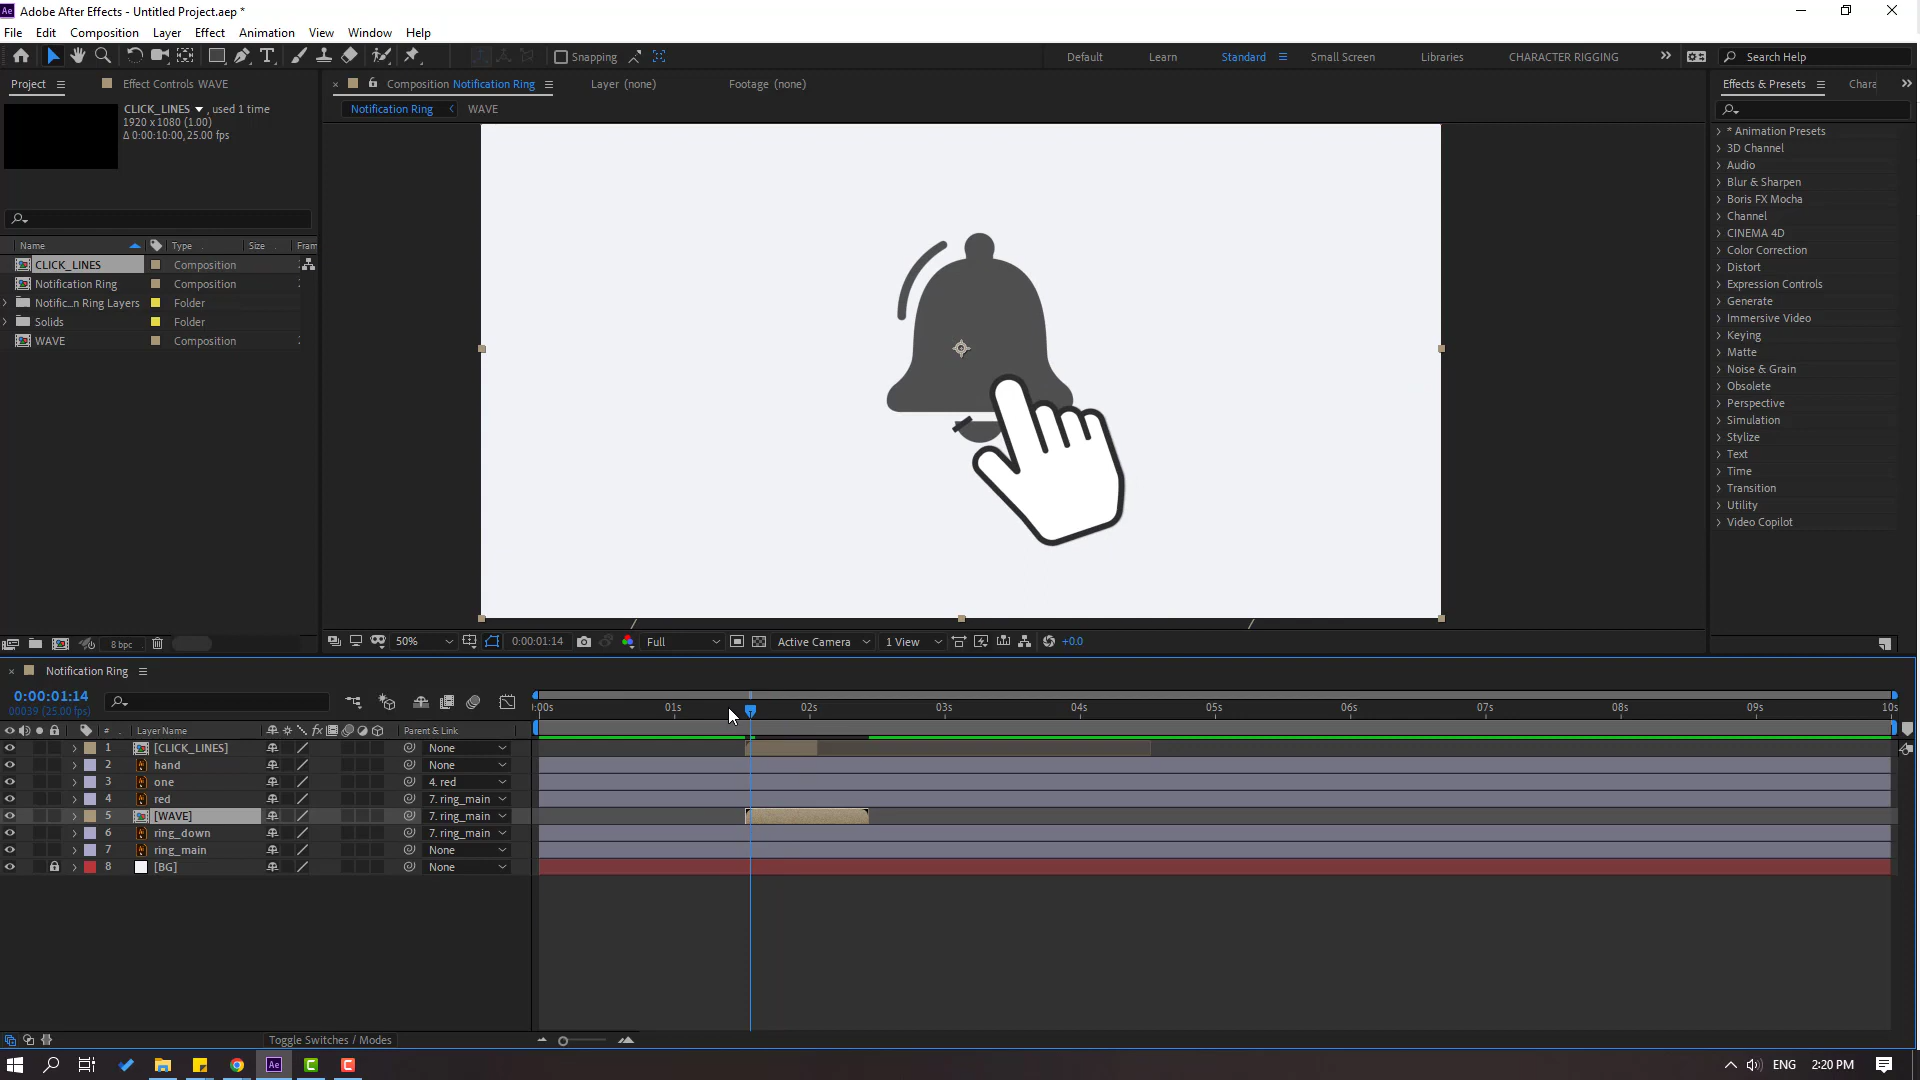 Adobe After Effects - Untitled Project.aep *
File Edit Composition Layer Effect Animation View Window Help
Snapping Default Learn Standard Small Screen Libraries CHARACTER RIGGING Search Help
Project Effect Controls WAVE Composition Notification Ring Layer (none) Footage (none) Effects & Presets Chara
CLICK_LINES , used 1 time
1920 x 1080 (1.00)
Δ 0:00:10:00, 25.00 fps
Notification Ring WAVE
Name Type Size Fram
CLICK_LINES Composition
Notification Ring Composition
Notific...n Ring Layers Folder
Solids Folder
WAVE Composition
* Animation Presets
3D Channel
Audio
Blur & Sharpen
Boris FX Mocha
Channel
CINEMA 4D
Color Correction
Distort
Expression Controls
Generate
Immersive Video
Keying
Matte
Noise & Grain
Obsolete
Perspective
Simulation
Stylize
Text
Time
Transition
Utility
Video Copilot
8 bpc 50% 0:00:01:14 Full Active Camera 1 View +0.0
Notification Ring
0:00:01:14
00039 (25.00 fps)
:00s 01s 02s 03s 04s 05s 06s 07s 08s 09s 10s
# Layer Name fx Parent & Link
1 [CLICK_LINES] None
2 hand None
3 one 4. red
4 red 7. ring_main
5 [WAVE] 7. ring_main
6 ring_down 7. ring_main
7 ring_main None
8 [BG] None
Toggle Switches / Modes
Ae C C ENG 2:20 PM